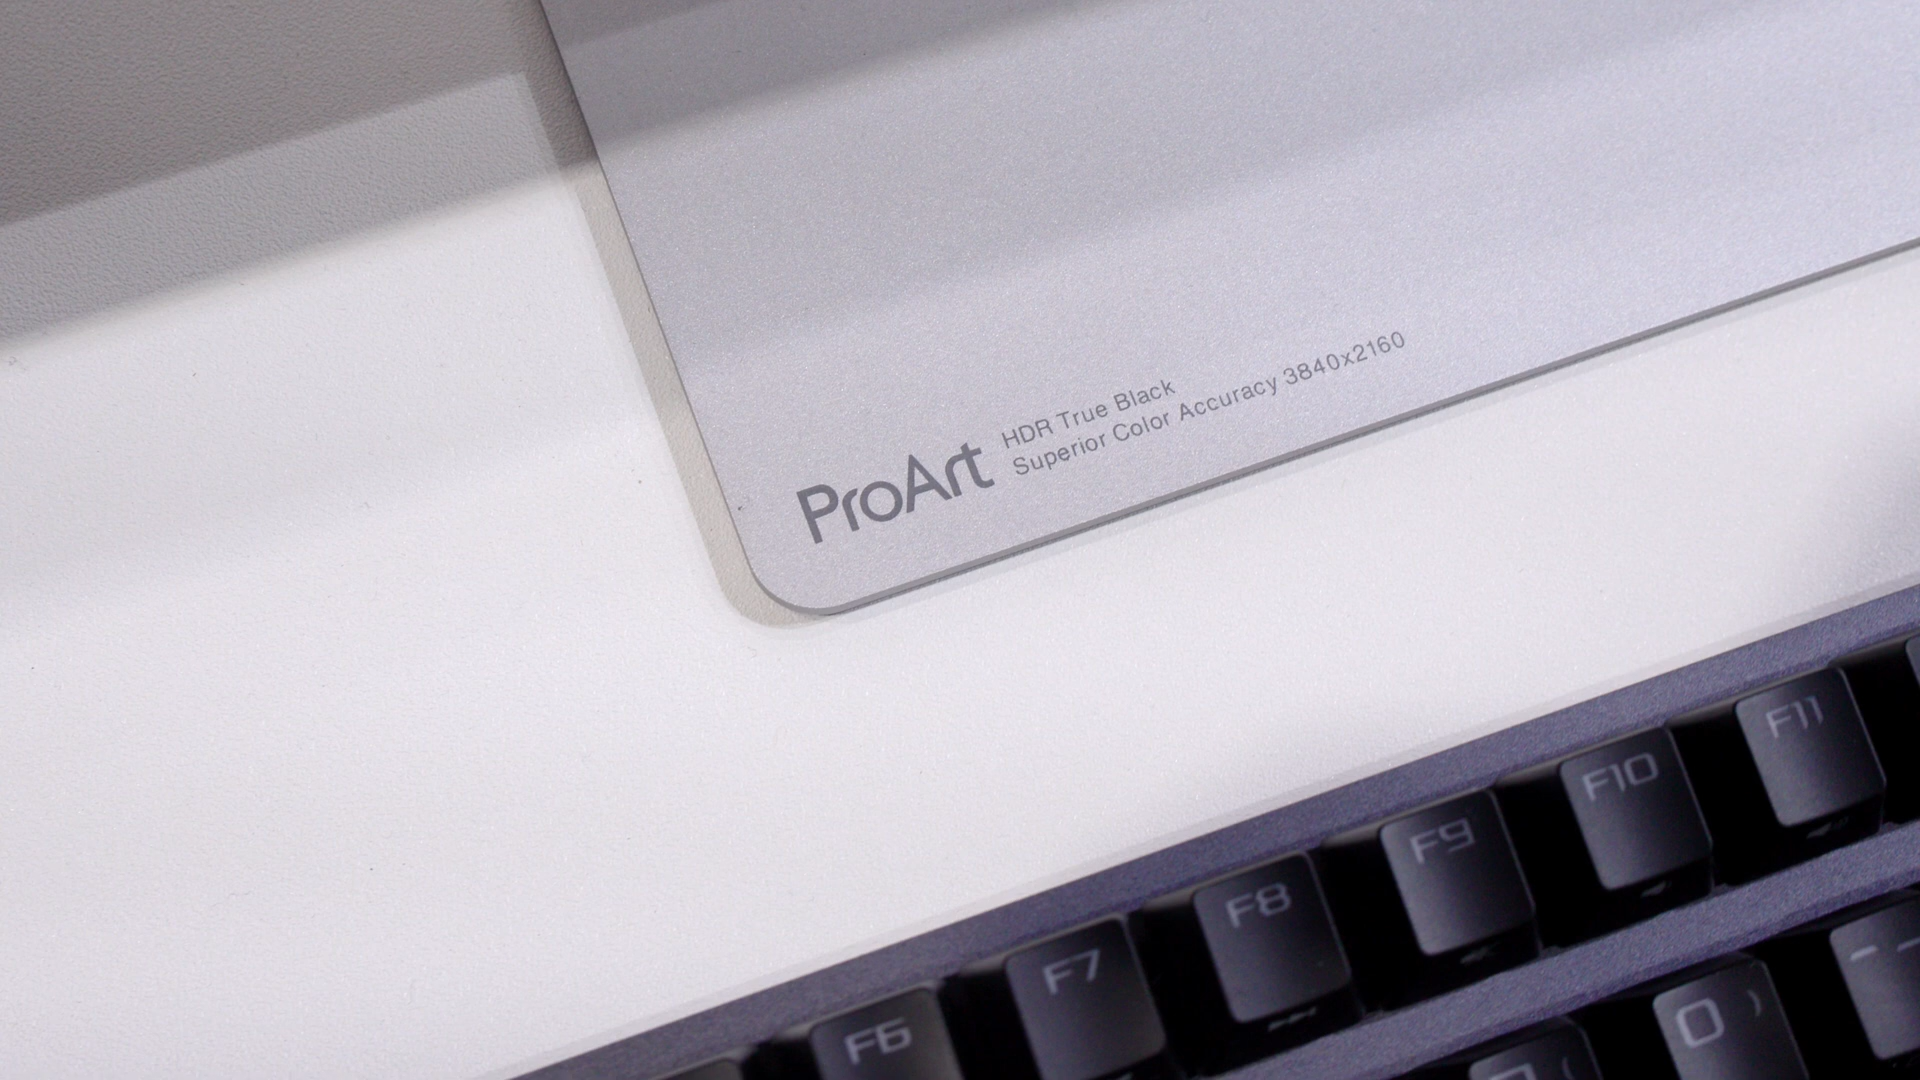 HDR True Black
ProArt Superior Color Accuracy 3840x2160
F6 F7 F8 F9 F10 F11
0 )